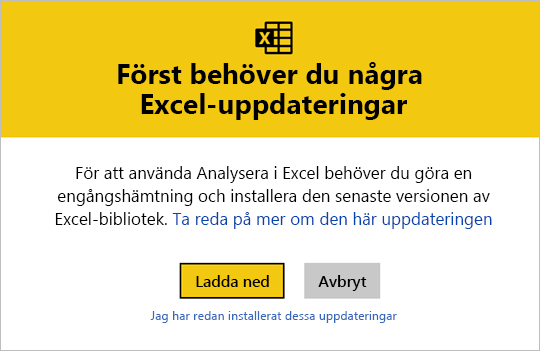 Först behöver du några
Excel-uppdateringar
För att använda Analysera i Excel behöver du göra en
engångshämtning och installera den senaste versionen av
Excel-bibliotek. Ta reda på mer om den här uppdateringen
Ladda ned
Avbryt
Jag har redan installerat dessa uppdateringar